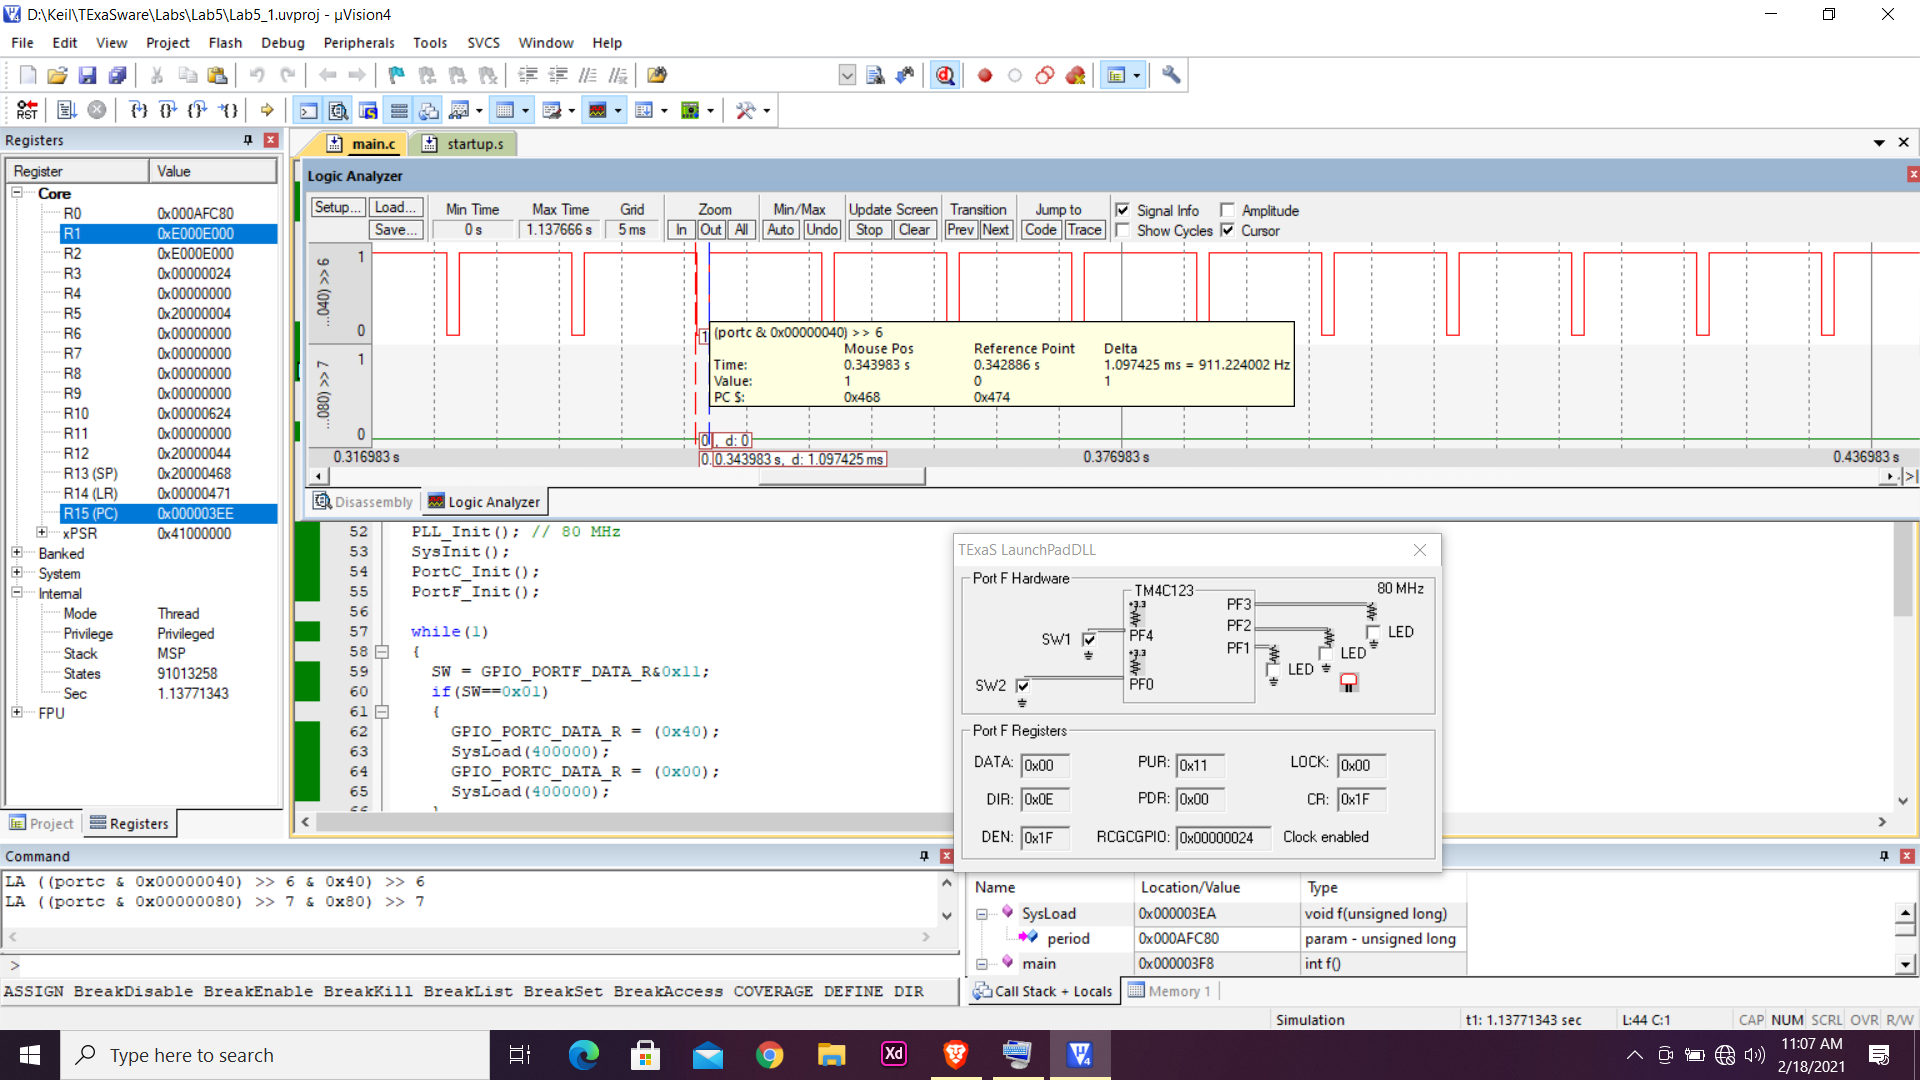 D:\Keil\TExaSware\Labs\Lab5\Lab5_1.uvproj - µVision4
File Edit View Project Flash Debug Peripherals Tools SVCS Window Help
RST
Registers
main.c startup.s
Register Value
Core
R0 0x000AFC80
R1 0xE000E000
R2 0xE000E000
R3 0x00000024
R4 0x00000000
R5 0x20000004
R6 0x00000000
R7 0x00000000
R8 0x00000000
R9 0x00000000
R10 0x00000624
R11 0x00000000
R12 0x20000044
R13 (SP) 0x20000468
R14 (LR) 0x00000471
R15 (PC) 0x000003EE
xPSR 0x41000000
Banked
System
Internal
Mode Thread
Privilege Privileged
Stack MSP
States 91013258
Sec 1.13771343
FPU
Project Registers
Logic Analyzer
Setup... Load... Min Time Max Time Grid Zoom Min/Max Update Screen Transition Jump to Signal Info Amplitude
Save... 0 s 1.137666 s 5 ms In Out All Auto Undo Stop Clear Prev Next Code Trace Show Cycles Cursor
...040) >> 6
1
0
...080) >> 7
1
0
1
(portc & 0x00000040) >> 6
Mouse Pos Reference Point Delta
Time: 0.343983 s 0.342886 s 1.097425 ms = 911.224002 Hz
Value: 1 0 1
PC $: 0x468 0x474
0 , d: 0
0.316983 s 0. 0.343983 s, d: 1.097425 ms 0.376983 s 0.436983 s
Disassembly Logic Analyzer
52 PLL_Init(); // 80 MHz
53 SysInit();
54 PortC_Init();
55 PortF_Init();
56
57 while(1)
58 {
59 SW = GPIO_PORTF_DATA_R&0x11;
60 if(SW==0x01)
61 {
62 GPIO_PORTC_DATA_R = (0x40);
63 SysLoad(400000);
64 GPIO_PORTC_DATA_R = (0x00);
65 SysLoad(400000);
TExaS LaunchPadDLL
Port F Hardware
TM4C123 80 MHz
+3.3 PF3
SW1 PF4 PF2 LED
+3.3 PF1 LED
LED
SW2 PF0
Port F Registers
DATA: 0x00 PUR: 0x11 LOCK: 0x00
DIR: 0x0E PDR: 0x00 CR: 0x1F
DEN: 0x1F RCGCGPIO: 0x00000024 Clock enabled
Command
LA ((portc & 0x00000040) >> 6 & 0x40) >> 6
LA ((portc & 0x00000080) >> 7 & 0x80) >> 7
>
ASSIGN BreakDisable BreakEnable BreakKill BreakList BreakSet BreakAccess COVERAGE DEFINE DIR
Name Location/Value Type
SysLoad 0x000003EA void f(unsigned long)
period 0x000AFC80 param - unsigned long
main 0x000003F8 int f()
Call Stack + Locals Memory 1
Simulation t1: 1.13771343 sec L:44 C:1 CAP NUM SCRL OVR R/W
Type here to search
Xd
11:07 AM
2/18/2021